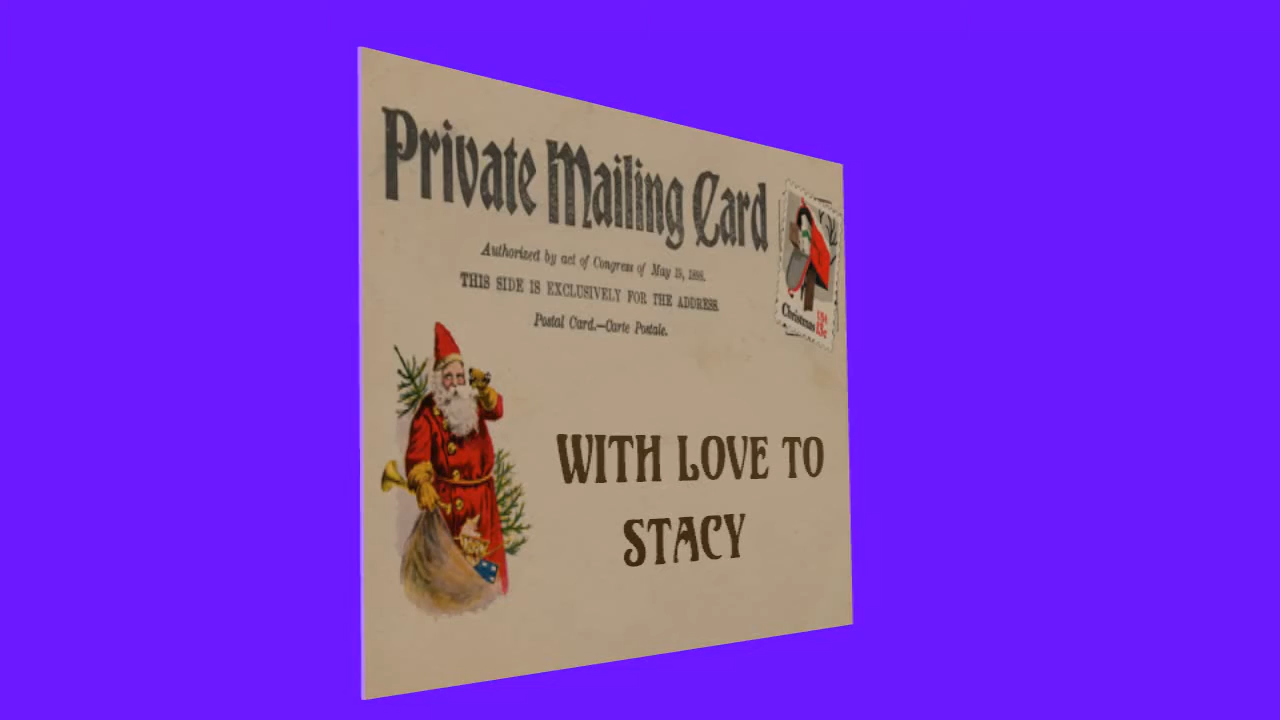 Private Mailing Card
Authorized by act of Congress of May 19, 1898.
THIS SIDE IS EXCLUSIVELY FOR THE ADDRESS.
Postal Card.—Carte Postale.
Christmas
13c
WITH LOVE TO
STACY